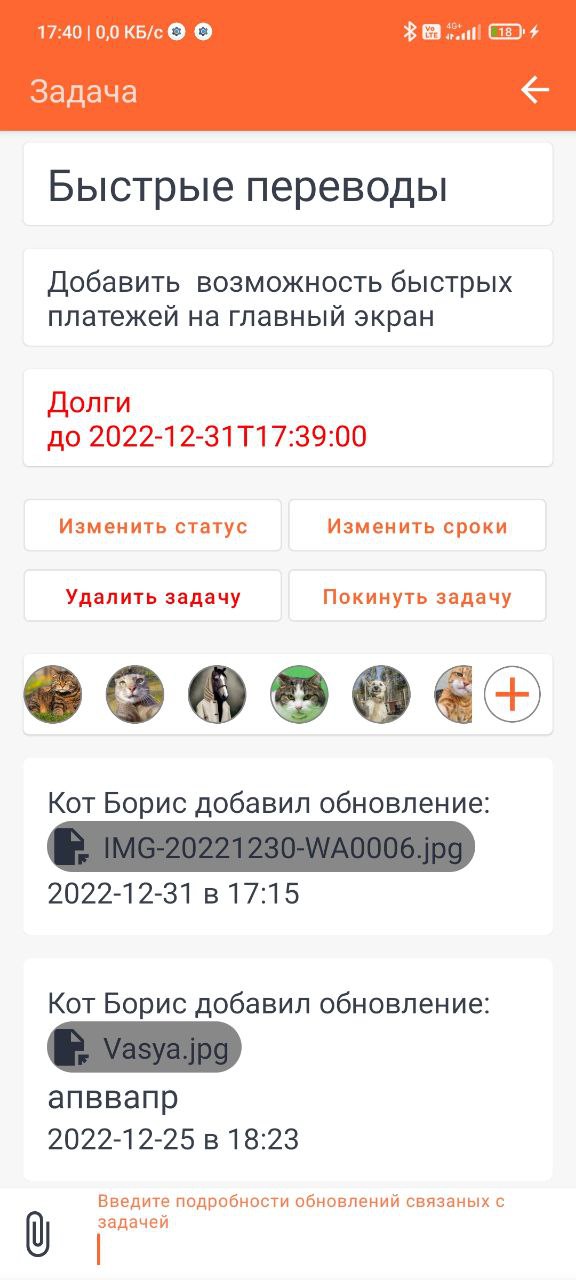 17:40 | 0,0 КБ/с
Vo LTE 4G+ 18
Задача
Быстрые переводы
Добавить  возможность быстрых
платежей на главный экран
Долги
до 2022-12-31T17:39:00
Изменить статус Изменить сроки
Удалить задачу Покинуть задачу
Кот Борис добавил обновление:
IMG-20221230-WA0006.jpg
2022-12-31 в 17:15
Кот Борис добавил обновление:
Vasya.jpg
апввапр
2022-12-25 в 18:23
Введите подробности обновлений связаных с
задачей